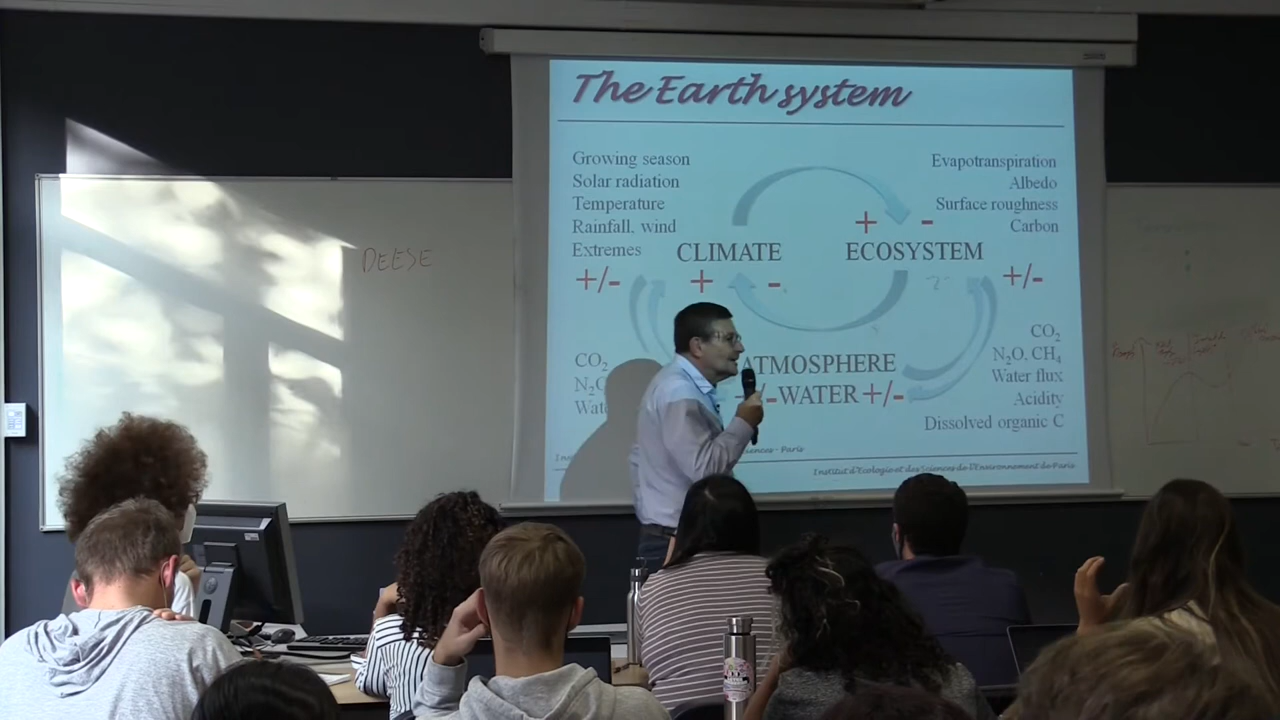 The Earth system
Growing season
Solar radiation
Temperature
Rainfall, wind
Extremes
+/-
Evapotranspiration
Albedo
Surface roughness
Carbon
+/-
+ -
CLIMATE ECOSYSTEM
+ -
CO2
CO2
N2O, CH4
Water flux
Acidity
Dissolved organic C
TMOSPHERE
-WATER +/-
Paris
Institut d'Ecologie et des Sciences de l'Environnement de Paris
DEESE